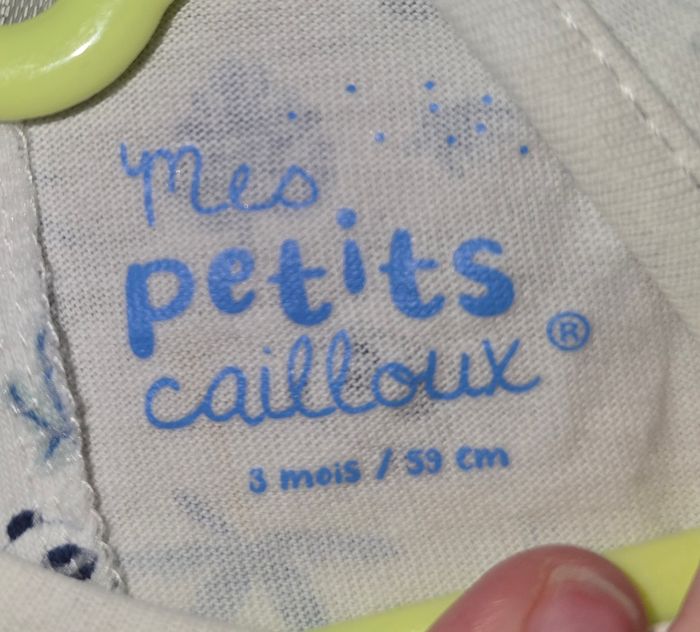 Mes
petits
cailloux®
3 mois / 59 cm